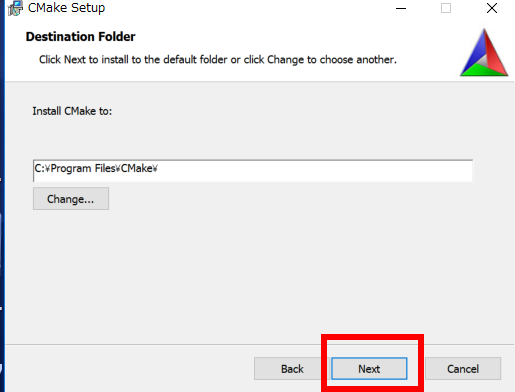 CMake Setup
Destination Folder
Click Next to install to the default folder or click Change to choose another.
Install CMake to:
C:¥Program Files¥CMake¥
Change...
Back
Next
Cancel